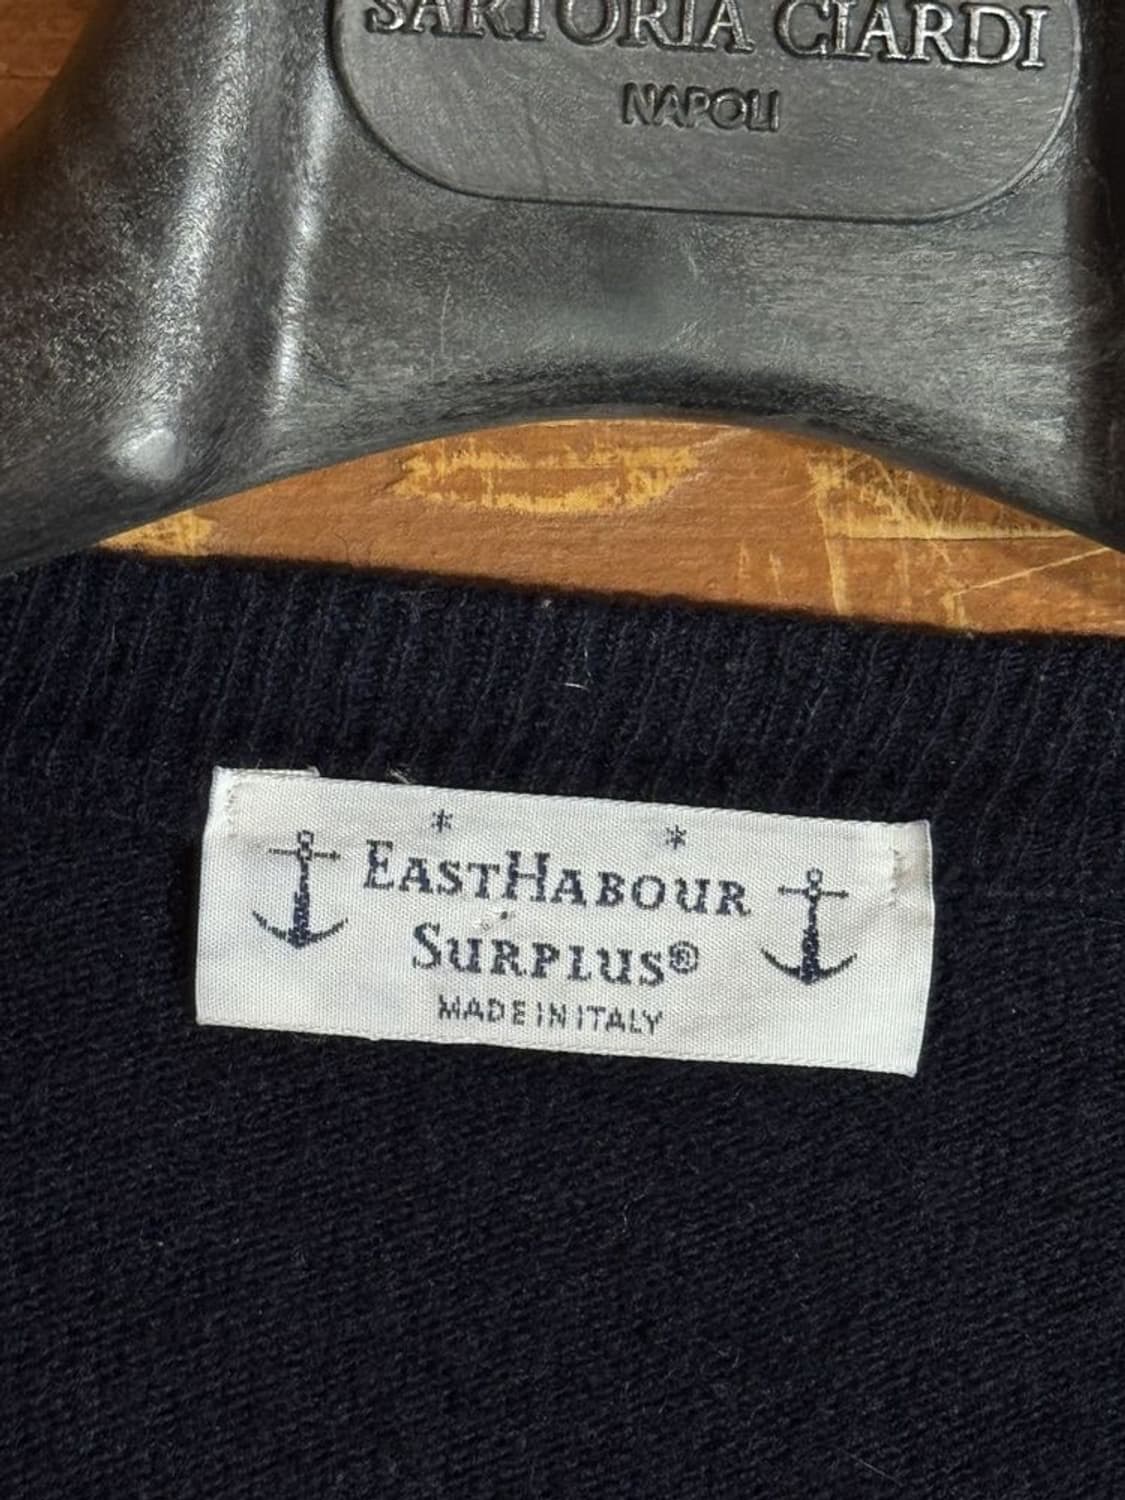 SARTORIA CIARDI
NAPOLI
EASTHABOUR
SURPLUS®
MADE IN ITALY